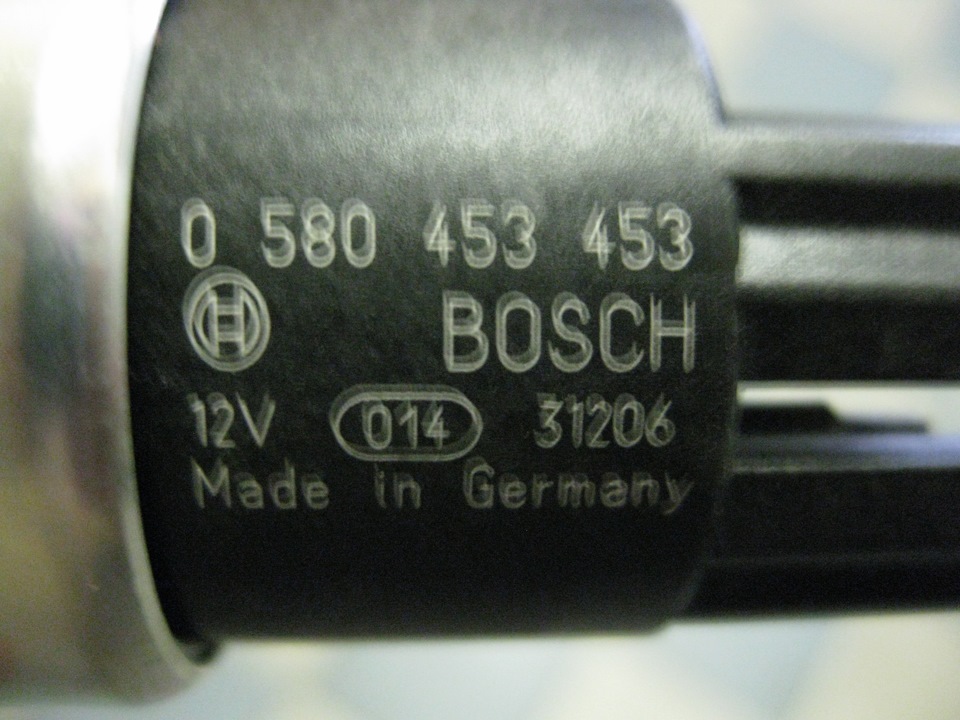 0 580 453 453
BOSCH
12V 014 31206
Made in Germany